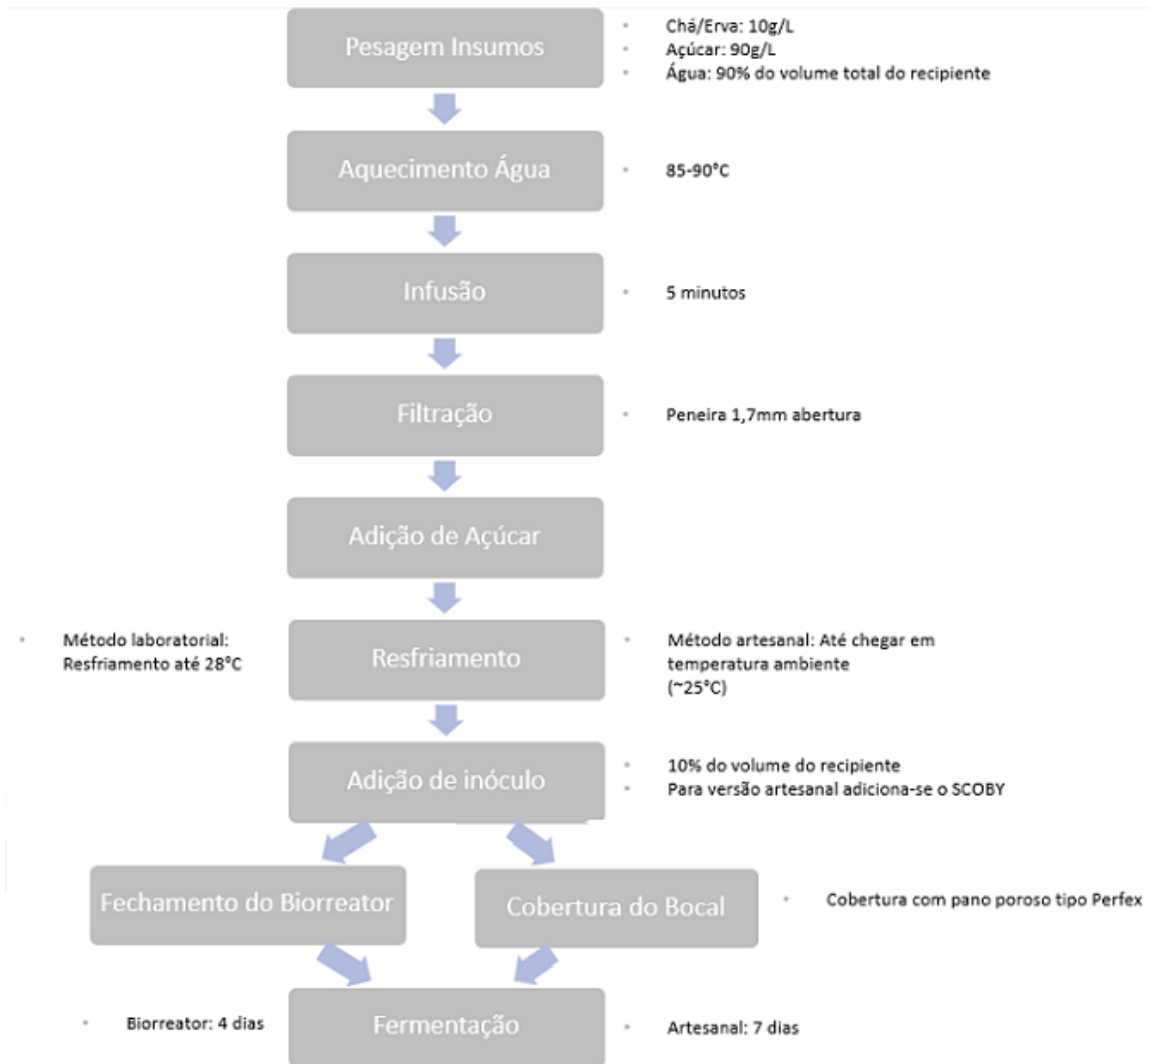 Pesagem Insumos
Chá/Erva: 10g/L
Açúcar: 90g/L
Água: 90% do volume total do recipiente
Aquecimento Água
85-90°C
Infusão
5 minutos
Filtração
Peneira 1,7mm abertura
Adição de Açúcar
Método laboratorial:
Resfriamento até 28°C
Resfriamento
Método artesanal: Até chegar em
temperatura ambiente
(~25°C)
Adição de inóculo
10% do volume do recipiente
Para versão artesanal adiciona-se o SCOBY
Fechamento do Biorreator
Cobertura do Bocal
Cobertura com pano poroso tipo Perfex
Biorreator: 4 dias
Fermentação
Artesanal: 7 dias